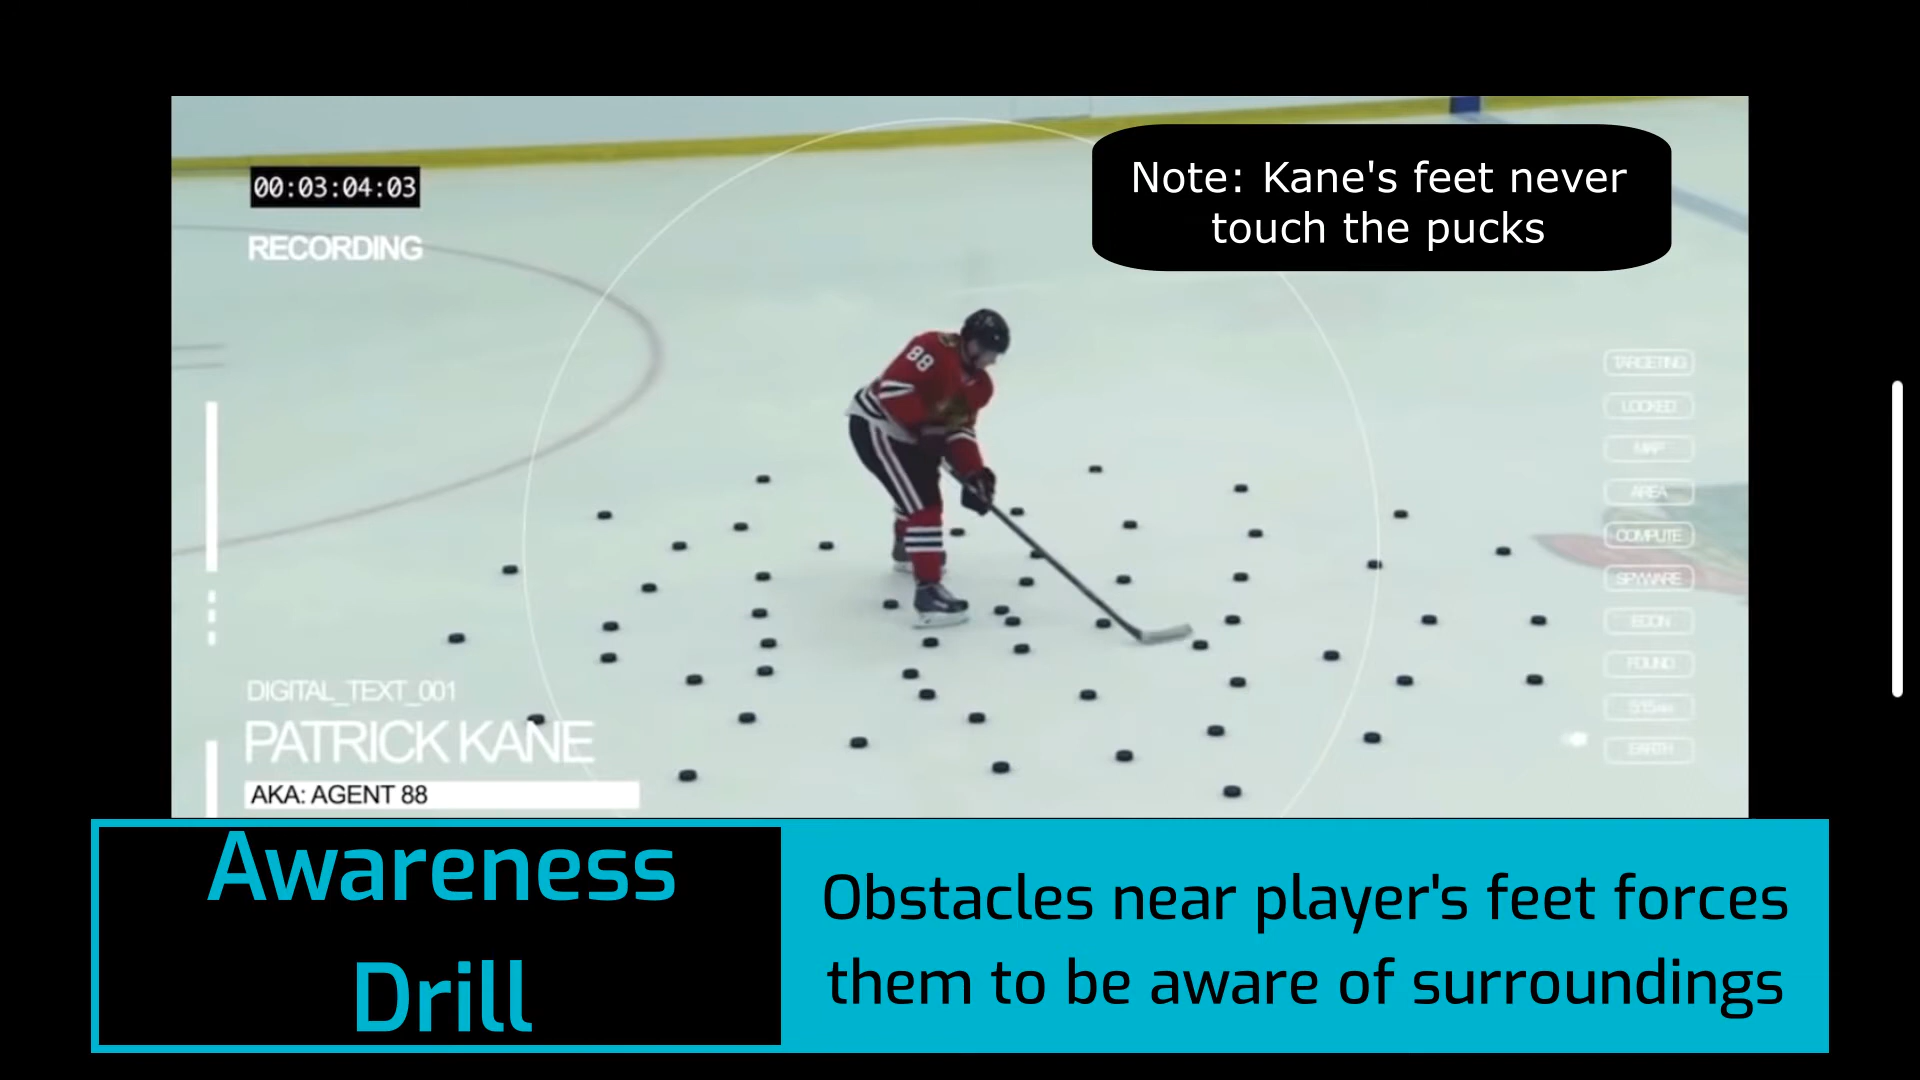 00:03:04:03
RECORDING
Note: Kane's feet never
touch the pucks
88
TARGETING
LOCKED
MAP
AREA
COMPUTE
SPYWARE
ECON
FOUND
EARTH
DIGITAL_TEXT_001
PATRICK KANE
AKA: AGENT 88
Awareness
Drill
Obstacles near player's feet forces
them to be aware of surroundings